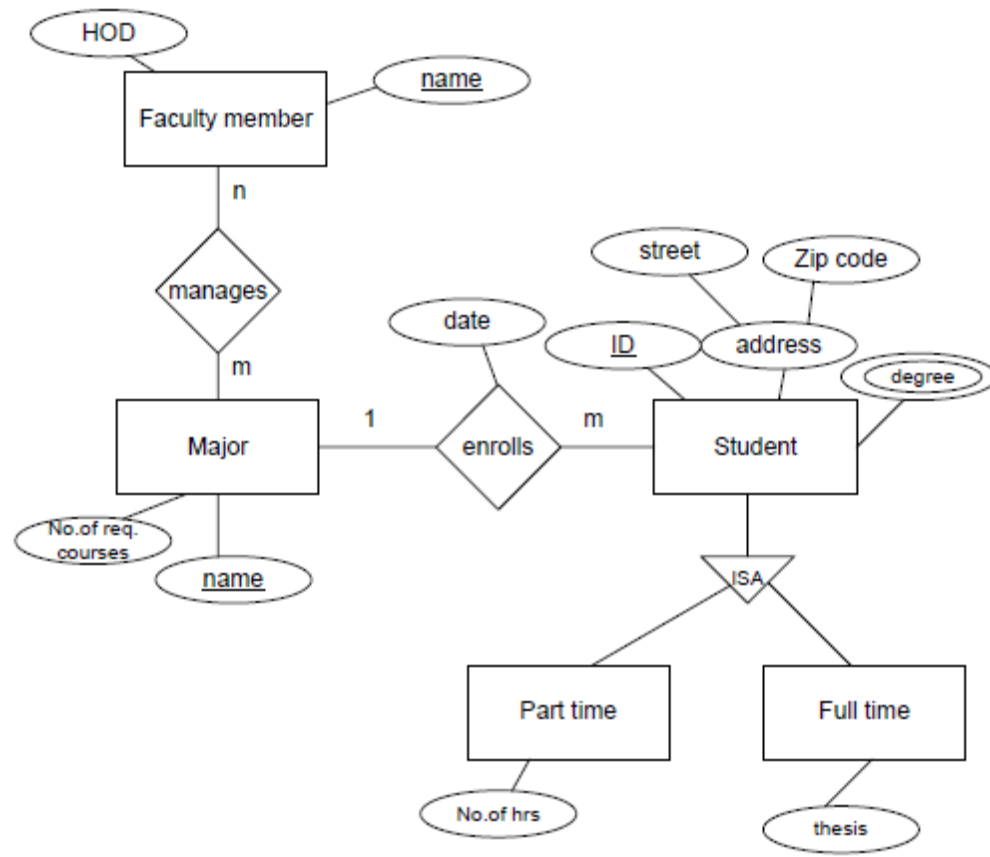 HOD
name
Faculty member
n
manages
m
street
Zip code
date
ID
address
degree
Major
1
enrolls
m
Student
No.of req.
courses
name
ISA
Part time
Full time
No.of hrs
thesis